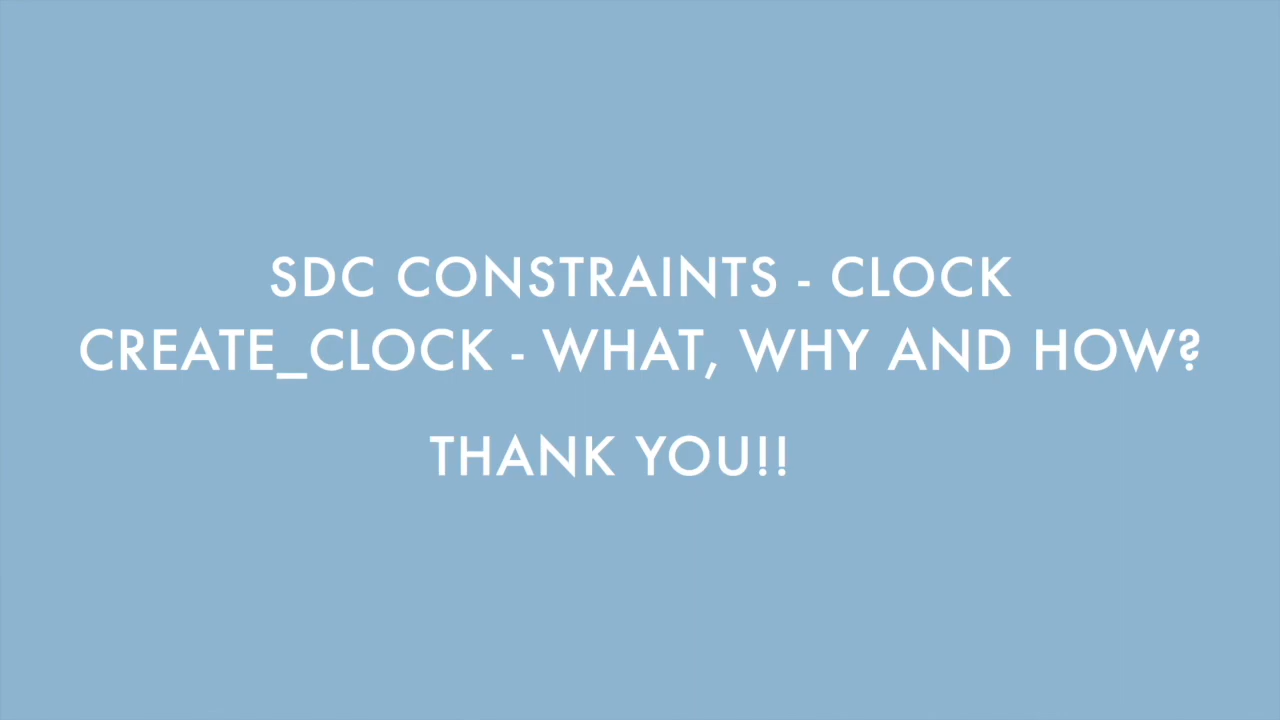 SDC CONSTRAINTS - CLOCK
CREATE_CLOCK - WHAT, WHY AND HOW?
THANK YOU!!